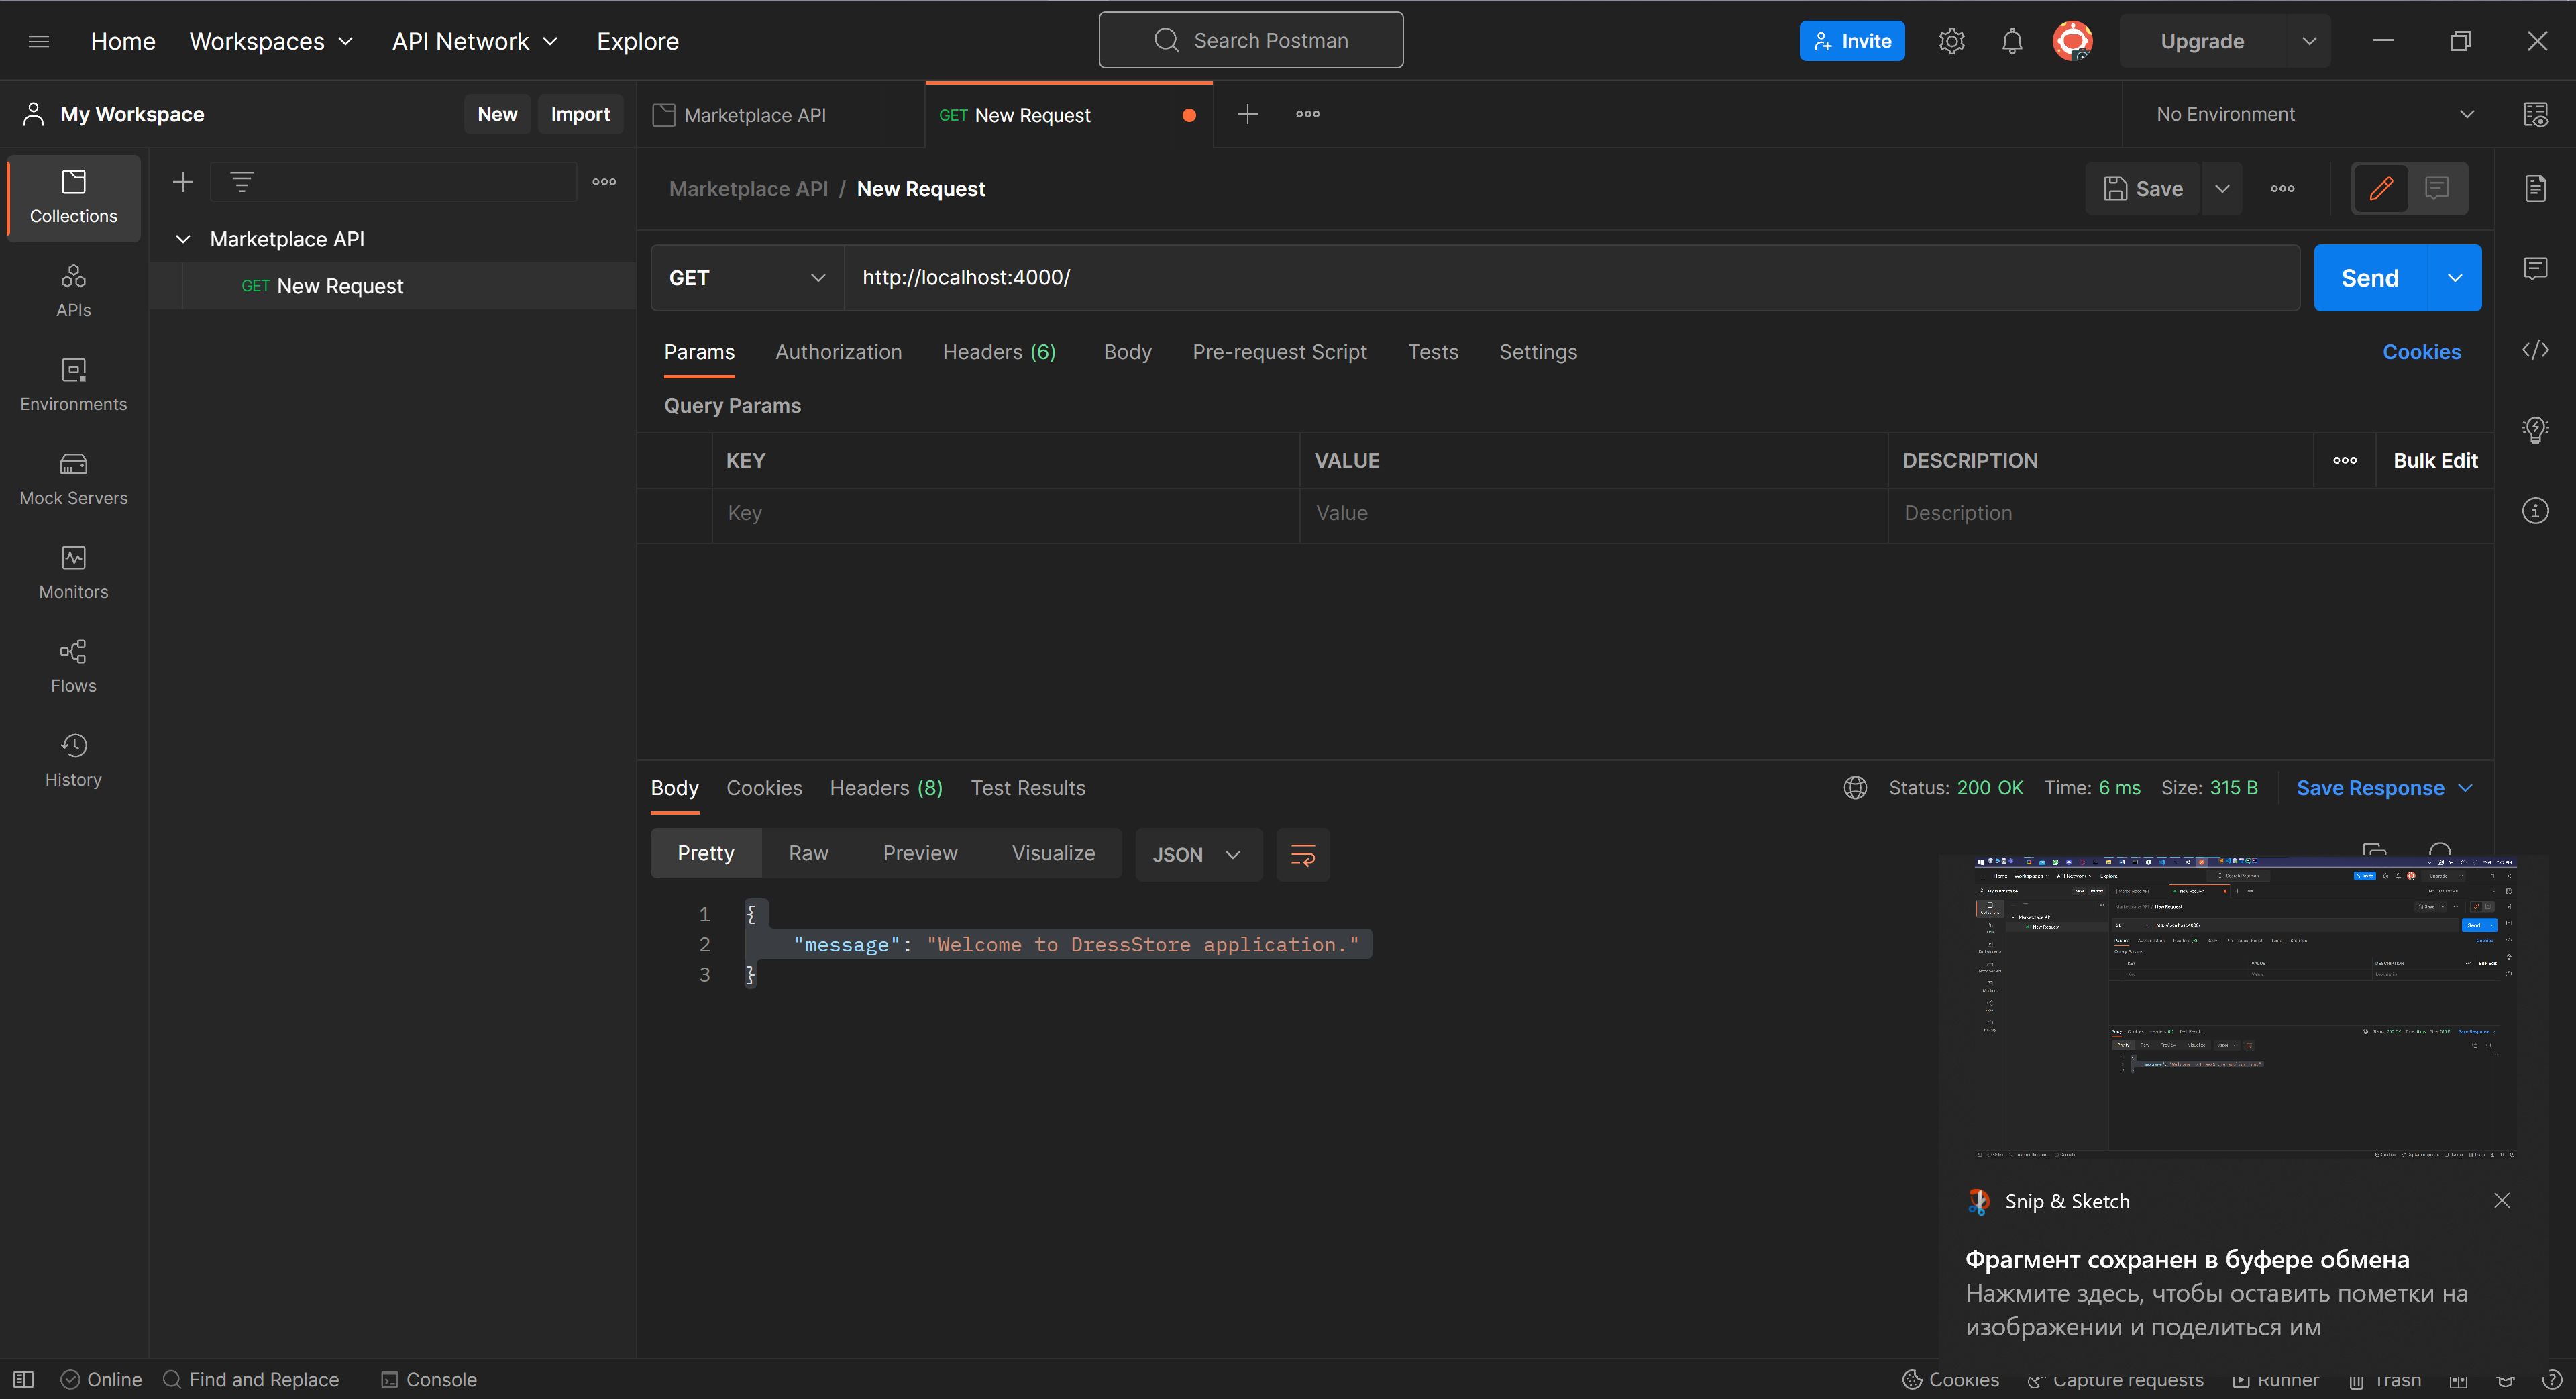 Home Workspaces API Network Explore Search Postman Invite Upgrade
My Workspace New Import Marketplace API GET New Request No Environment
Collections
Marketplace API / New Request Save
Marketplace API
GET New Request
GET http://localhost:4000/ Send
APIs
Params Authorization Headers (6) Body Pre-request Script Tests Settings Cookies
Environments
Query Params
KEY VALUE DESCRIPTION Bulk Edit
Mock Servers
Key Value Description
Monitors
Flows
History
Body Cookies Headers (8) Test Results Status: 200 OK Time: 6 ms Size: 315 B Save Response
Pretty Raw Preview Visualize JSON
1 {
2 "message": "Welcome to DressStore application."
3 }
Snip & Sketch
Фрагмент сохранен в буфере обмена
Нажмите здесь, чтобы оставить пометки на
изображении и поделиться им
Online Find and Replace Console Cookies Capture requests Runner Trash